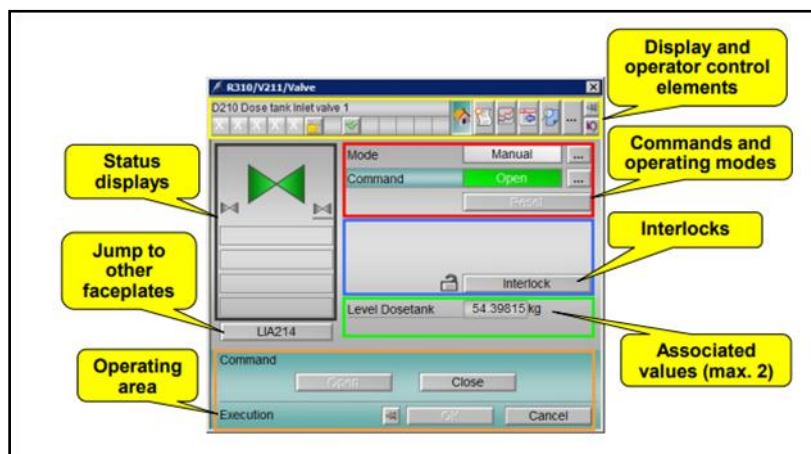 Display and
operator control
elements
R310/V211/Valve
D210 Dose tank Inlet valve 1
X X X X X
...
Status
displays
Mode
Manual
...
Commands and
operating modes
Command
Open
...
Reset
Jump to
other
faceplates
Interlocks
Interlock
Level Dosetank
54.39815 kg
LIA214
Associated
values (max. 2)
Operating
area
Command
Open
Close
Execution
OK
Cancel